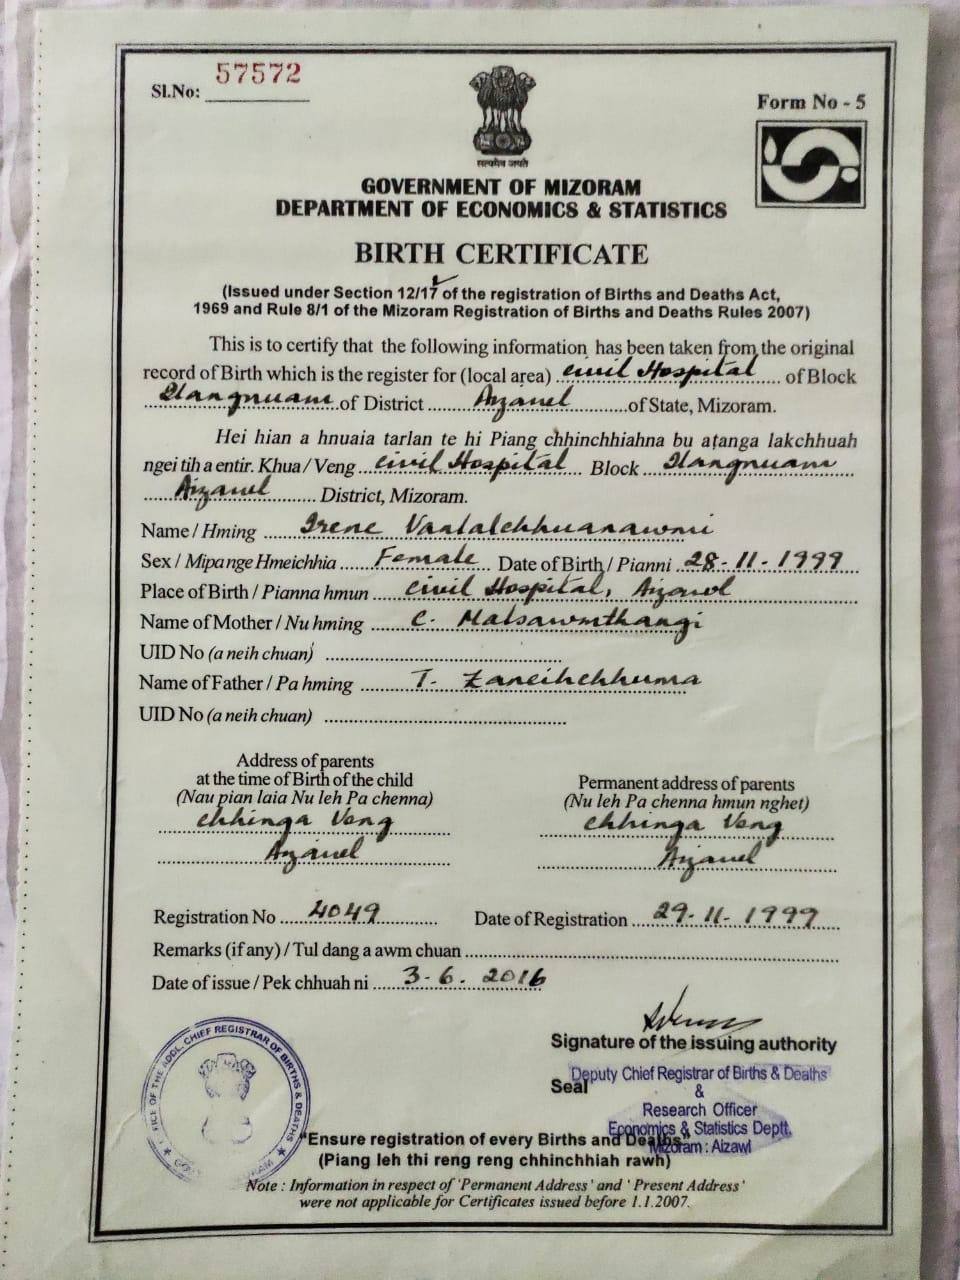 Sl.No: 57572
Form No - 5
सत्यमेव जयते
GOVERNMENT OF MIZORAM
DEPARTMENT OF ECONOMICS & STATISTICS
BIRTH CERTIFICATE
(Issued under Section 12/17 of the registration of Births and Deaths Act,
1969 and Rule 8/1 of the Mizoram Registration of Births and Deaths Rules 2007)
This is to certify that the following information has been taken from the original
record of Birth which is the register for (local area) Civil Hospital of Block
Tlangnuam of District Aizawl of State, Mizoram.
Hei hian a hnuaia tarlan te hi Piang chhinchhiahna bu aṭanga lakchhuah
ngei tih a entir. Khua/Veng Civil Hospital Block Tlangnuam
Aizawl District, Mizoram.
Name / Hming Irene Vanlalchhuanawmi
Sex / Mipa nge Hmeichhia Female Date of Birth / Pianni 28-11-1999
Place of Birth / Pianna hmun Civil Hospital, Aizawl
Name of Mother / Nu hming C. Malsawmthangi
UID No (a neih chuan)
Name of Father / Pa hming T. Zaneihchhuma
UID No (a neih chuan)
Address of parents
at the time of Birth of the child
(Nau pian laia Nu leh Pa chenna)
Chhinga Veng
Aizawl
Permanent address of parents
(Nu leh Pa chenna hmun nghet)
Chhinga Veng
Aizawl
Registration No 4049 Date of Registration 29-11-1999
Remarks (if any) / Tul dang a awm chuan
Date of issue / Pek chhuah ni 3-6. 2016
Signature of the issuing authority
Seal
Deputy Chief Registrar of Births & Deaths
&
Research Officer
Economics & Statistics Deptt.
Mizoram : Aizawl
OFFICE OF THE ADDL. CHIEF REGISTRAR OF BIRTHS & DEATHS
"Ensure registration of every Births and Deaths"
(Piang leh thi reng reng chhinchhiah rawh)
Note : Information in respect of 'Permanent Address' and 'Present Address'
were not applicable for Certificates issued before 1.1.2007.